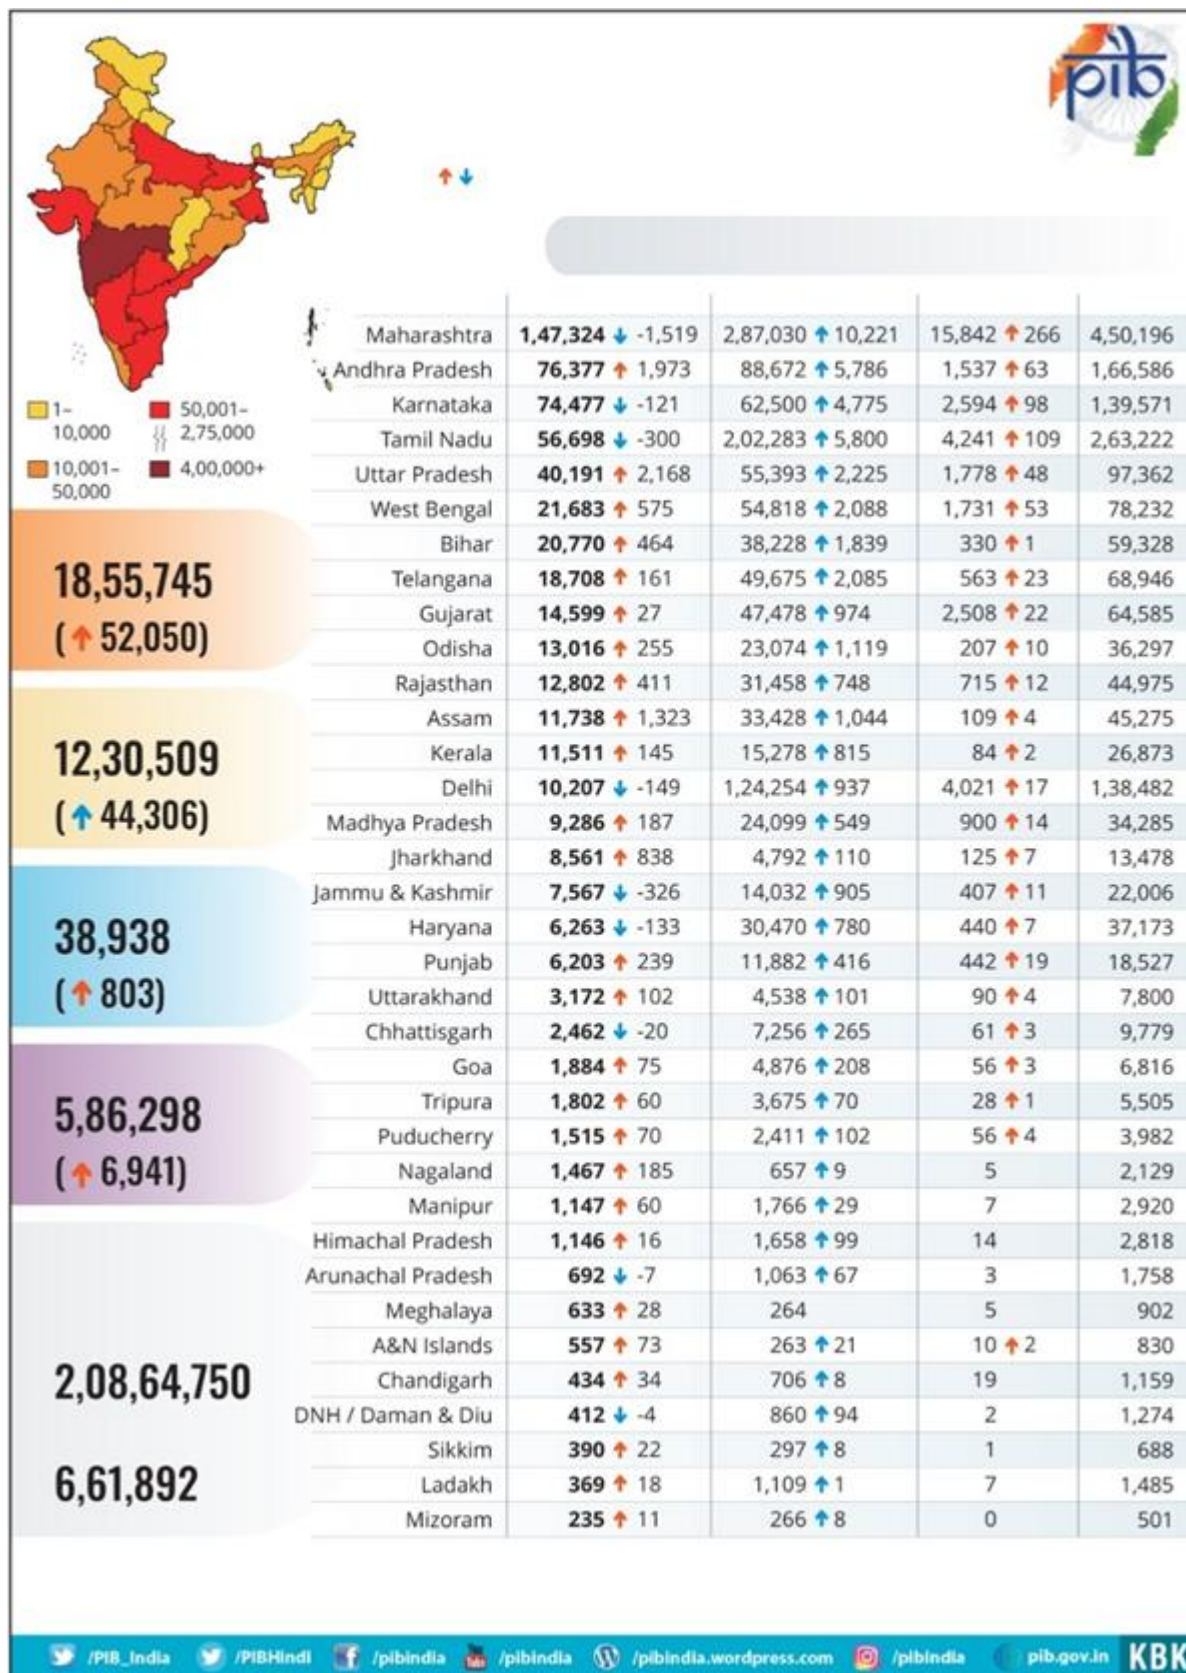 pib
1–
10,000
50,001–
2,75,000
10,001–
50,000
4,00,000+
18,55,745
(↑ 52,050)
12,30,509
(↑ 44,306)
38,938
(↑ 803)
5,86,298
(↑ 6,941)
2,08,64,750
6,61,892
Maharashtra 1,47,324 ↓ -1,519 2,87,030 ↑ 10,221 15,842 ↑ 266 4,50,196
Andhra Pradesh 76,377 ↑ 1,973 88,672 ↑ 5,786 1,537 ↑ 63 1,66,586
Karnataka 74,477 ↓ -121 62,500 ↑ 4,775 2,594 ↑ 98 1,39,571
Tamil Nadu 56,698 ↓ -300 2,02,283 ↑ 5,800 4,241 ↑ 109 2,63,222
Uttar Pradesh 40,191 ↑ 2,168 55,393 ↑ 2,225 1,778 ↑ 48 97,362
West Bengal 21,683 ↑ 575 54,818 ↑ 2,088 1,731 ↑ 53 78,232
Bihar 20,770 ↑ 464 38,228 ↑ 1,839 330 ↑ 1 59,328
Telangana 18,708 ↑ 161 49,675 ↑ 2,085 563 ↑ 23 68,946
Gujarat 14,599 ↑ 27 47,478 ↑ 974 2,508 ↑ 22 64,585
Odisha 13,016 ↑ 255 23,074 ↑ 1,119 207 ↑ 10 36,297
Rajasthan 12,802 ↑ 411 31,458 ↑ 748 715 ↑ 12 44,975
Assam 11,738 ↑ 1,323 33,428 ↑ 1,044 109 ↑ 4 45,275
Kerala 11,511 ↑ 145 15,278 ↑ 815 84 ↑ 2 26,873
Delhi 10,207 ↓ -149 1,24,254 ↑ 937 4,021 ↑ 17 1,38,482
Madhya Pradesh 9,286 ↑ 187 24,099 ↑ 549 900 ↑ 14 34,285
Jharkhand 8,561 ↑ 838 4,792 ↑ 110 125 ↑ 7 13,478
Jammu & Kashmir 7,567 ↓ -326 14,032 ↑ 905 407 ↑ 11 22,006
Haryana 6,263 ↓ -133 30,470 ↑ 780 440 ↑ 7 37,173
Punjab 6,203 ↑ 239 11,882 ↑ 416 442 ↑ 19 18,527
Uttarakhand 3,172 ↑ 102 4,538 ↑ 101 90 ↑ 4 7,800
Chhattisgarh 2,462 ↓ -20 7,256 ↑ 265 61 ↑ 3 9,779
Goa 1,884 ↑ 75 4,876 ↑ 208 56 ↑ 3 6,816
Tripura 1,802 ↑ 60 3,675 ↑ 70 28 ↑ 1 5,505
Puducherry 1,515 ↑ 70 2,411 ↑ 102 56 ↑ 4 3,982
Nagaland 1,467 ↑ 185 657 ↑ 9 5 2,129
Manipur 1,147 ↑ 60 1,766 ↑ 29 7 2,920
Himachal Pradesh 1,146 ↑ 16 1,658 ↑ 99 14 2,818
Arunachal Pradesh 692 ↓ -7 1,063 ↑ 67 3 1,758
Meghalaya 633 ↑ 28 264 5 902
A&N Islands 557 ↑ 73 263 ↑ 21 10 ↑ 2 830
Chandigarh 434 ↑ 34 706 ↑ 8 19 1,159
DNH / Daman & Diu 412 ↓ -4 860 ↑ 94 2 1,274
Sikkim 390 ↑ 22 297 ↑ 8 1 688
Ladakh 369 ↑ 18 1,109 ↑ 1 7 1,485
Mizoram 235 ↑ 11 266 ↑ 8 0 501
/PIB_India /PIBHindi /pibindia /pibindia /pibindia.wordpress.com /pibindia pib.gov.in KBK